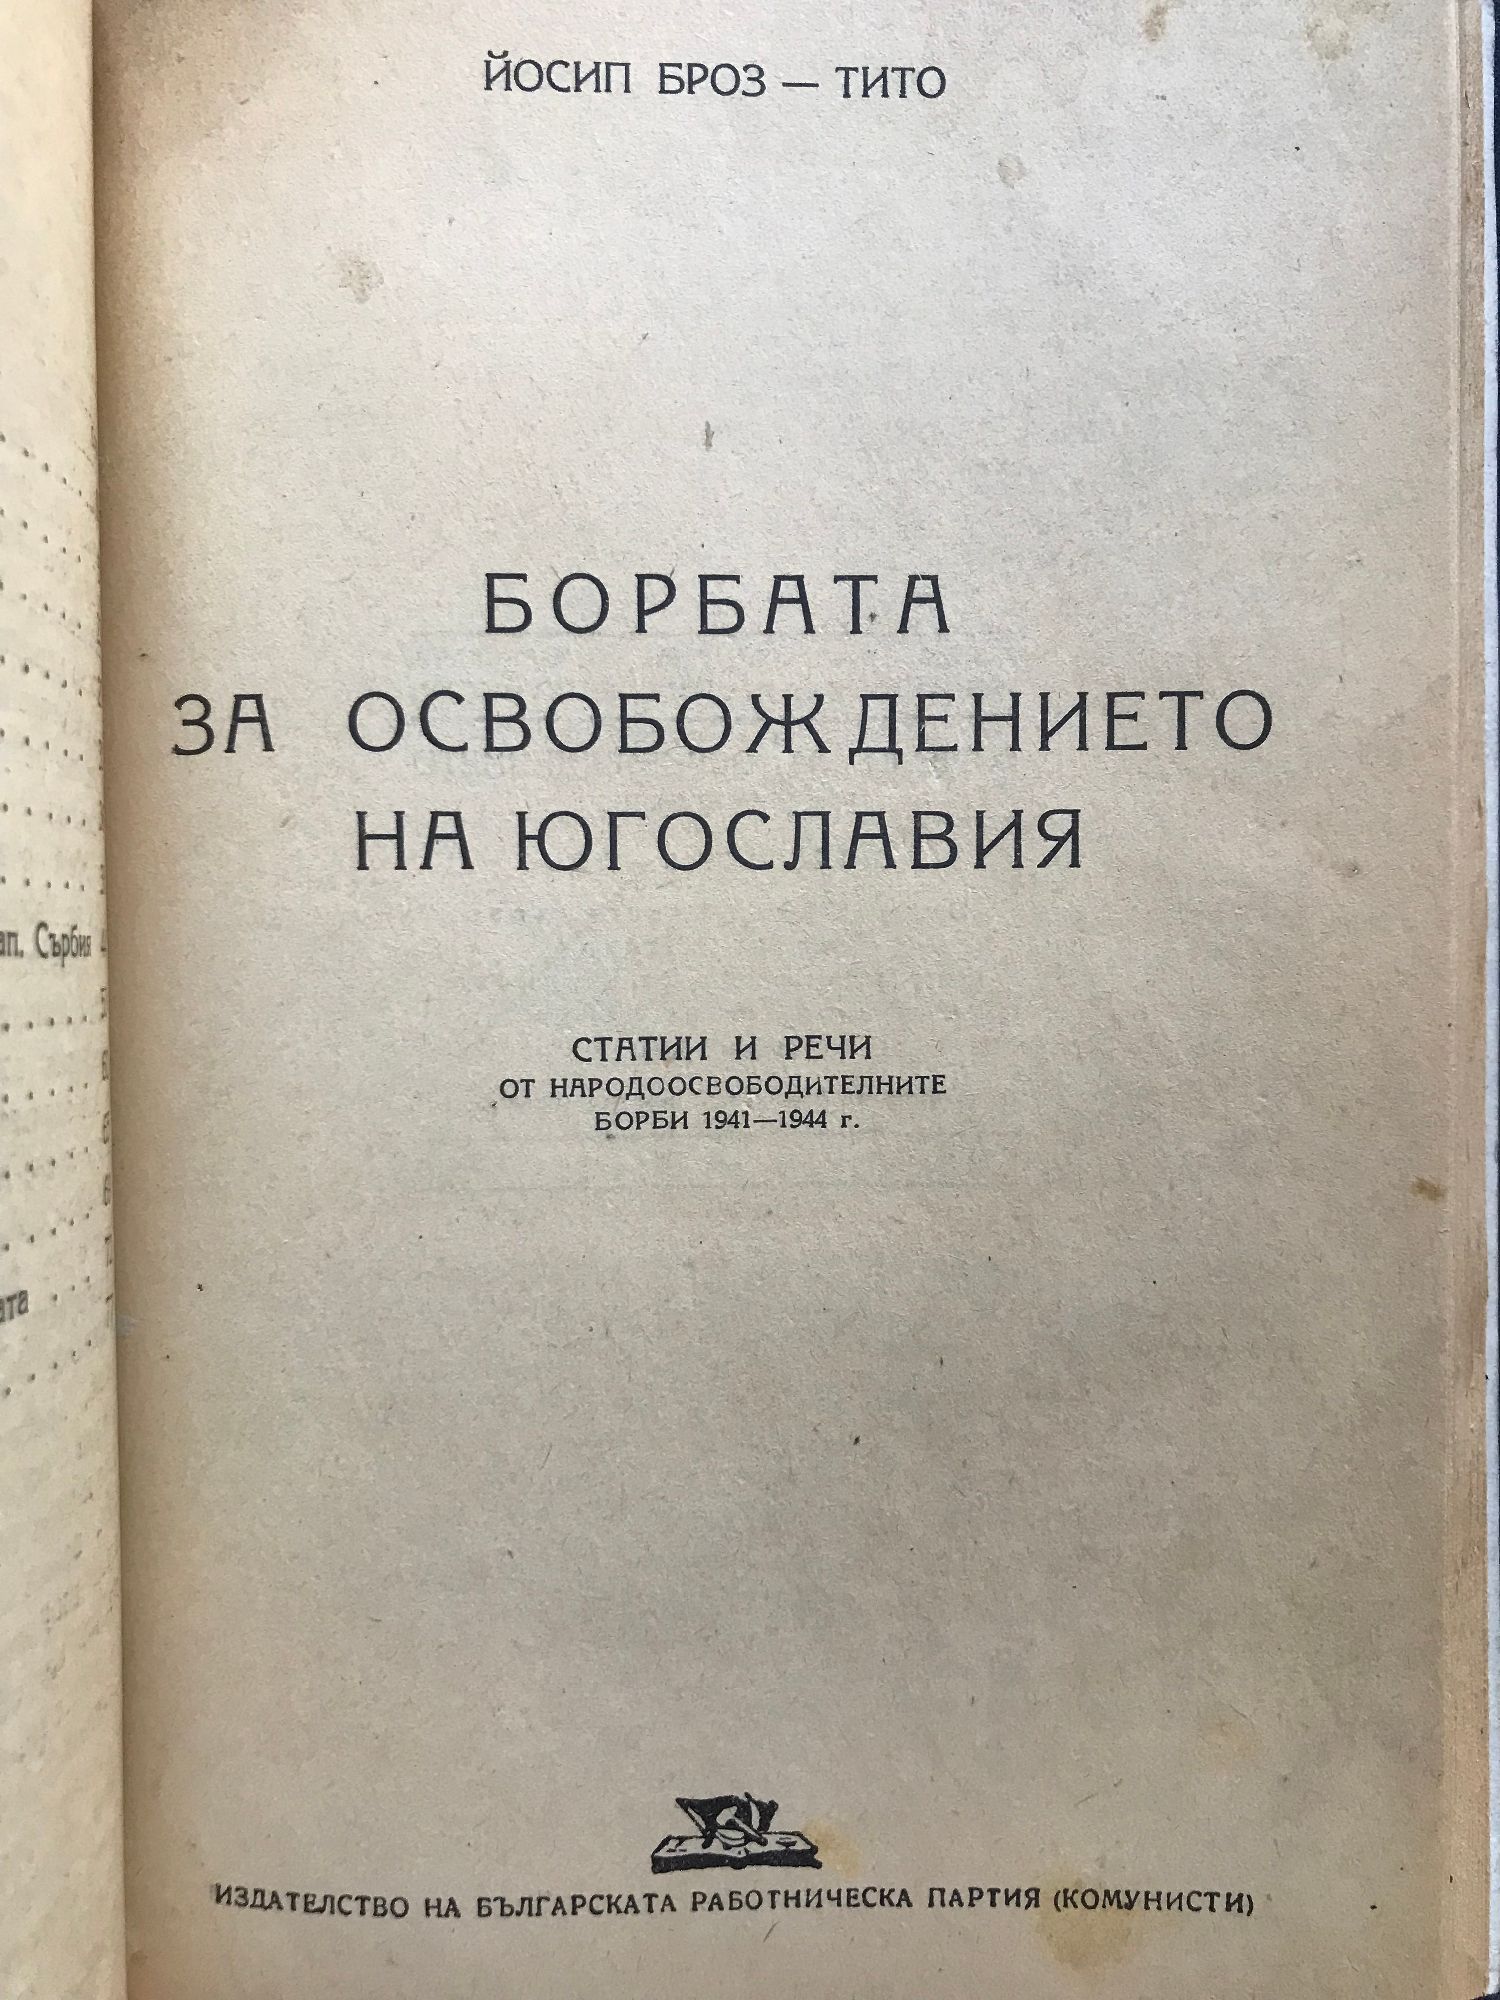 ЙОСИП БРОЗ — ТИТО
БОРБАТА
ЗА ОСВОБОЖДЕНИЕТО
НА ЮГОСЛАВИЯ
СТАТИИ И РЕЧИ
ОТ НАРОДООСВОБОДИТЕЛНИТЕ
БОРБИ 1941—1944 г.
ИЗДАТЕЛСТВО НА БЪЛГАРСКАТА РАБОТНИЧЕСКА ПАРТИЯ (КОМУНИСТИ)
Сърбия